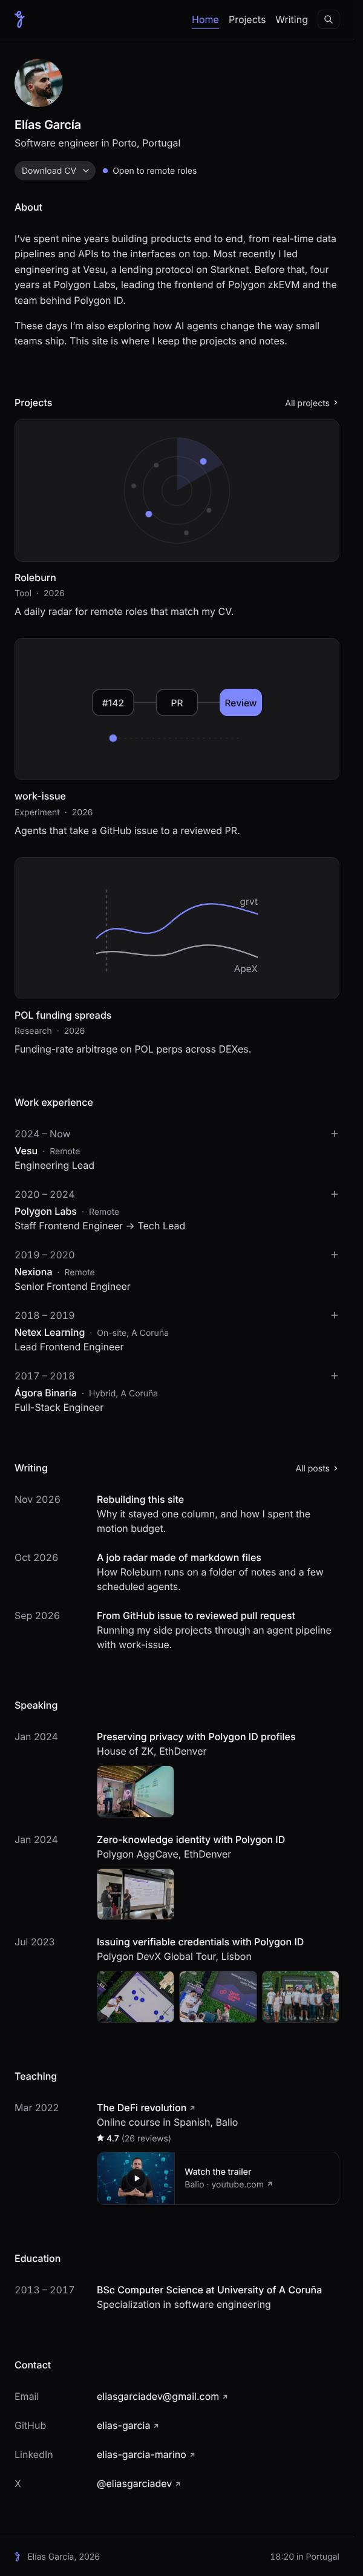 Home Projects Writing
Elías García
Software engineer in Porto, Portugal
Download CV
Open to remote roles
About
I've spent nine years building products end to end, from real-time data
pipelines and APIs to the interfaces on top. Most recently I led
engineering at Vesu, a lending protocol on Starknet. Before that, four
years at Polygon Labs, leading the frontend of Polygon zkEVM and the
team behind Polygon ID.
These days I'm also exploring how AI agents change the way small
teams ship. This site is where I keep the projects and notes.
Projects
All projects
Roleburn
Tool · 2026
A daily radar for remote roles that match my CV.
#142
PR
Review
work-issue
Experiment · 2026
Agents that take a GitHub issue to a reviewed PR.
grvt
ApeX
POL funding spreads
Research · 2026
Funding-rate arbitrage on POL perps across DEXes.
Work experience
2024 – Now
Vesu · Remote
Engineering Lead
2020 – 2024
Polygon Labs · Remote
Staff Frontend Engineer → Tech Lead
2019 – 2020
Nexiona · Remote
Senior Frontend Engineer
2018 – 2019
Netex Learning · On-site, A Coruña
Lead Frontend Engineer
2017 – 2018
Ágora Binaria · Hybrid, A Coruña
Full-Stack Engineer
Writing
All posts
Nov 2026
Rebuilding this site
Why it stayed one column, and how I spent the
motion budget.
Oct 2026
A job radar made of markdown files
How Roleburn runs on a folder of notes and a few
scheduled agents.
Sep 2026
From GitHub issue to reviewed pull request
Running my side projects through an agent pipeline
with work-issue.
Speaking
Jan 2024
Preserving privacy with Polygon ID profiles
House of ZK, EthDenver
Jan 2024
Zero-knowledge identity with Polygon ID
Polygon AggCave, EthDenver
Jul 2023
Issuing verifiable credentials with Polygon ID
Polygon DevX Global Tour, Lisbon
Teaching
Mar 2022
The DeFi revolution ↗
Online course in Spanish, Balio
★ 4.7 (26 reviews)
Watch the trailer
Balio · youtube.com ↗
Education
2013 – 2017
BSc Computer Science at University of A Coruña
Specialization in software engineering
Contact
Email
eliasgarciadev@gmail.com ↗
GitHub
elias-garcia ↗
LinkedIn
elias-garcia-marino ↗
X
@eliasgarciadev ↗
Elías García, 2026
18:20 in Portugal